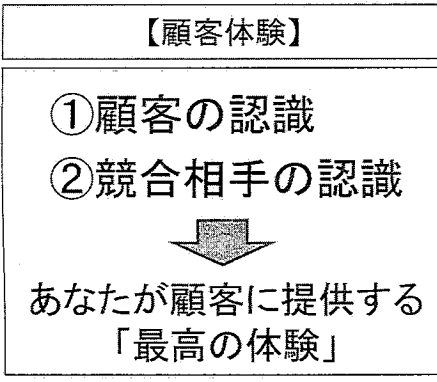 【顧客体験】
①顧客の認識
②競合相手の認識
あなたが顧客に提供する
「最高の体験」